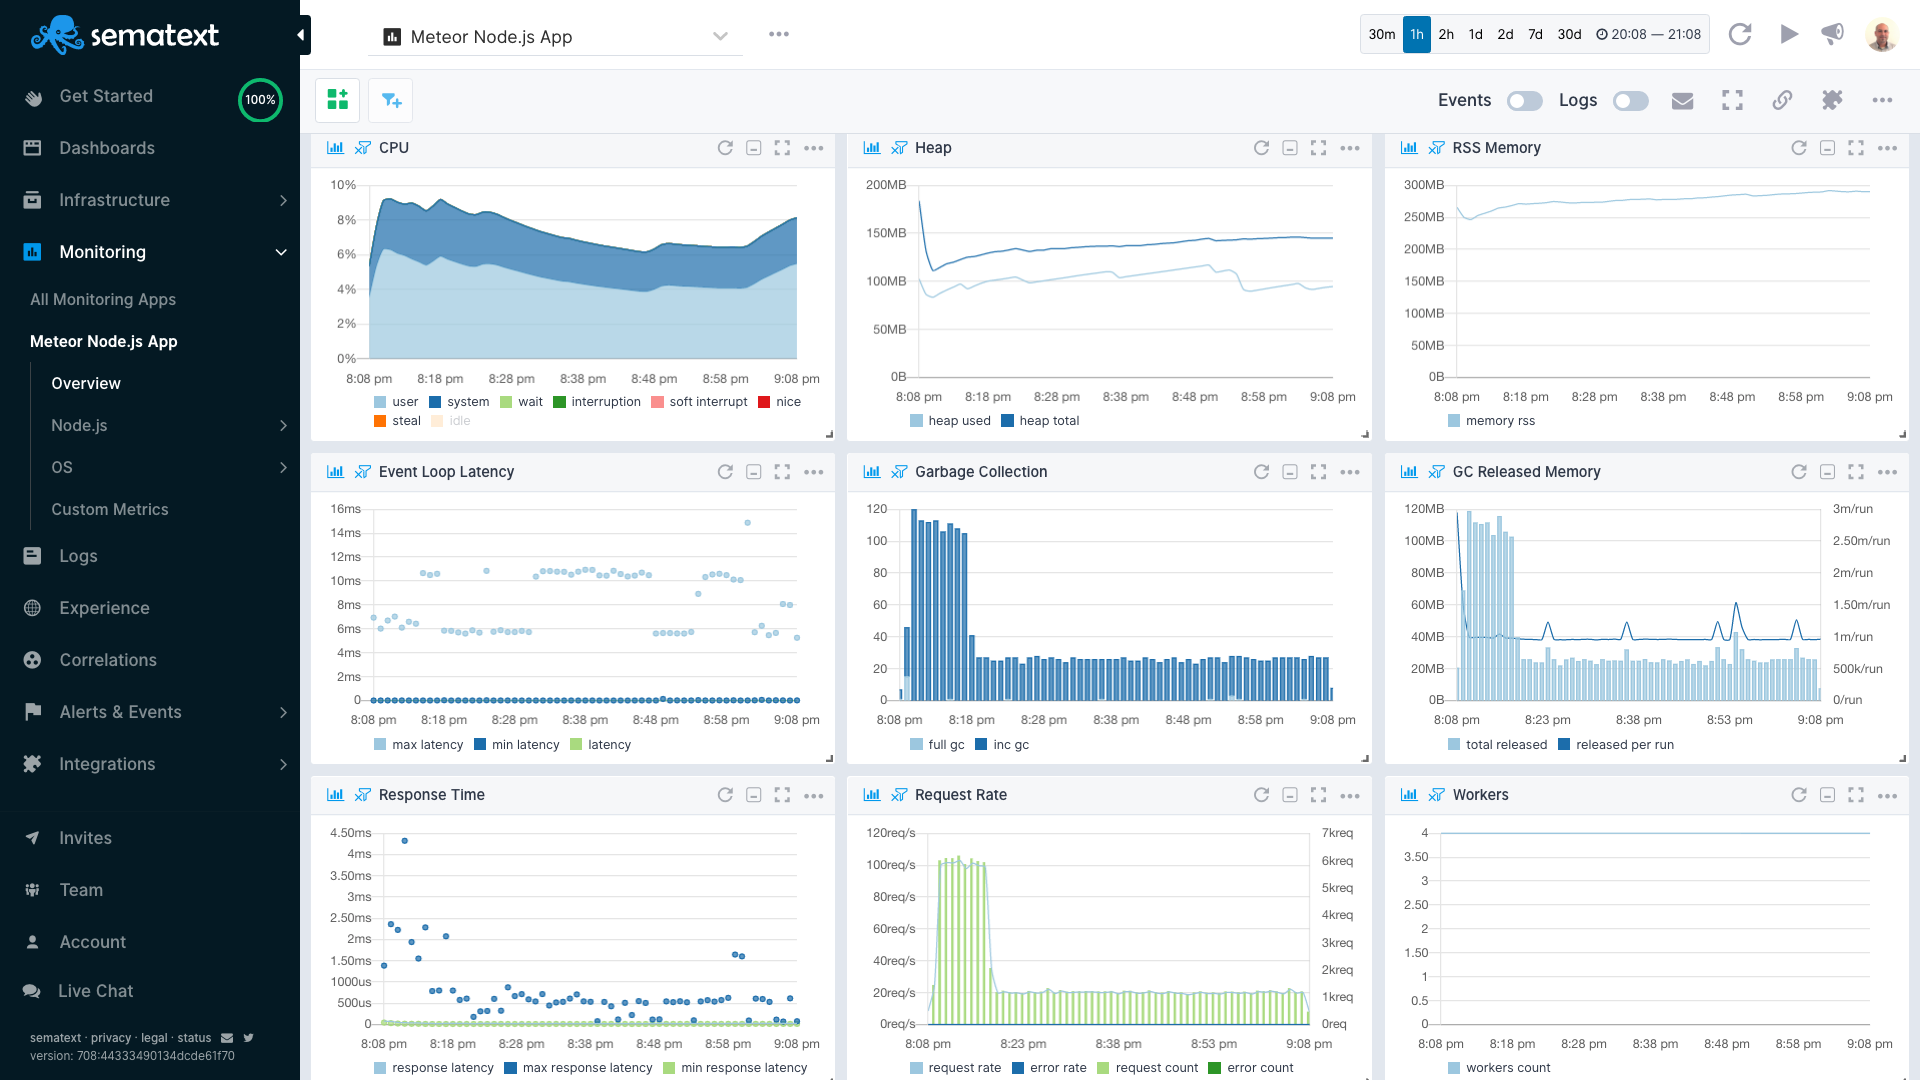 sematext
Get Started
100%
Dashboards
Infrastructure
Monitoring
All Monitoring Apps
Meteor Node.js App
Overview
Node.js
OS
Custom Metrics
Logs
Experience
Correlations
Alerts & Events
Integrations
Invites
Team
Account
Live Chat
sematext · privacy · legal · status
version: 708:44333490134dcde61f70
Meteor Node.js App
30m 1h 2h 1d 2d 7d 30d 20:08 — 21:08
Events Logs
CPU
10%
8%
6%
4%
2%
0%
8:08 pm 8:18 pm 8:28 pm 8:38 pm 8:48 pm 8:58 pm 9:08 pm
user system wait interruption soft interrupt nice
steal idle
Heap
200MB
150MB
100MB
50MB
0B
8:08 pm 8:18 pm 8:28 pm 8:38 pm 8:48 pm 8:58 pm 9:08 pm
heap used heap total
RSS Memory
300MB
250MB
200MB
150MB
100MB
50MB
0B
8:08 pm 8:18 pm 8:28 pm 8:38 pm 8:48 pm 8:58 pm 9:08 pm
memory rss
Event Loop Latency
16ms
14ms
12ms
10ms
8ms
6ms
4ms
2ms
0
8:08 pm 8:18 pm 8:28 pm 8:38 pm 8:48 pm 8:58 pm 9:08 pm
max latency min latency latency
Garbage Collection
120
100
80
60
40
20
0
8:08 pm 8:18 pm 8:28 pm 8:38 pm 8:48 pm 8:58 pm 9:08 pm
full gc inc gc
GC Released Memory
120MB 3m/run
100MB 2.50m/run
80MB 2m/run
60MB 1.50m/run
40MB 1m/run
20MB 500k/run
0B 0/run
8:08 pm 8:23 pm 8:38 pm 8:53 pm 9:08 pm
total released released per run
Response Time
4.50ms
4ms
3.50ms
3ms
2.50ms
2ms
1.50ms
1000us
500us
0
8:08 pm 8:18 pm 8:28 pm 8:38 pm 8:48 pm 8:58 pm 9:08 pm
response latency max response latency min response latency
Request Rate
120req/s 7kreq
100req/s 6kreq
80req/s 5kreq
60req/s 4kreq
40req/s 3kreq
20req/s 2kreq
0req/s 1kreq
0req
8:08 pm 8:23 pm 8:38 pm 8:53 pm 9:08 pm
request rate error rate request count error count
Workers
4
3.50
3
2.50
2
1.50
1
0.5
0
8:08 pm 8:18 pm 8:28 pm 8:38 pm 8:48 pm 8:58 pm 9:08 pm
workers count